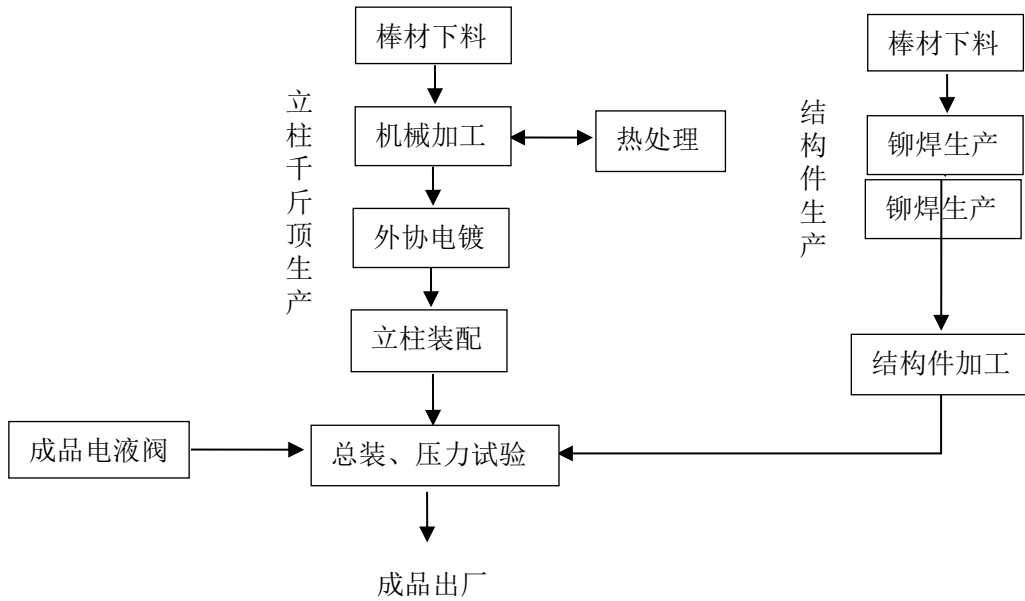 棒材下料
棒材下料
立柱千斤顶生产
机械加工
热处理
结构件生产
铆焊生产
铆焊生产
外协电镀
立柱装配
结构件加工
成品电液阀
总装、压力试验
成品出厂